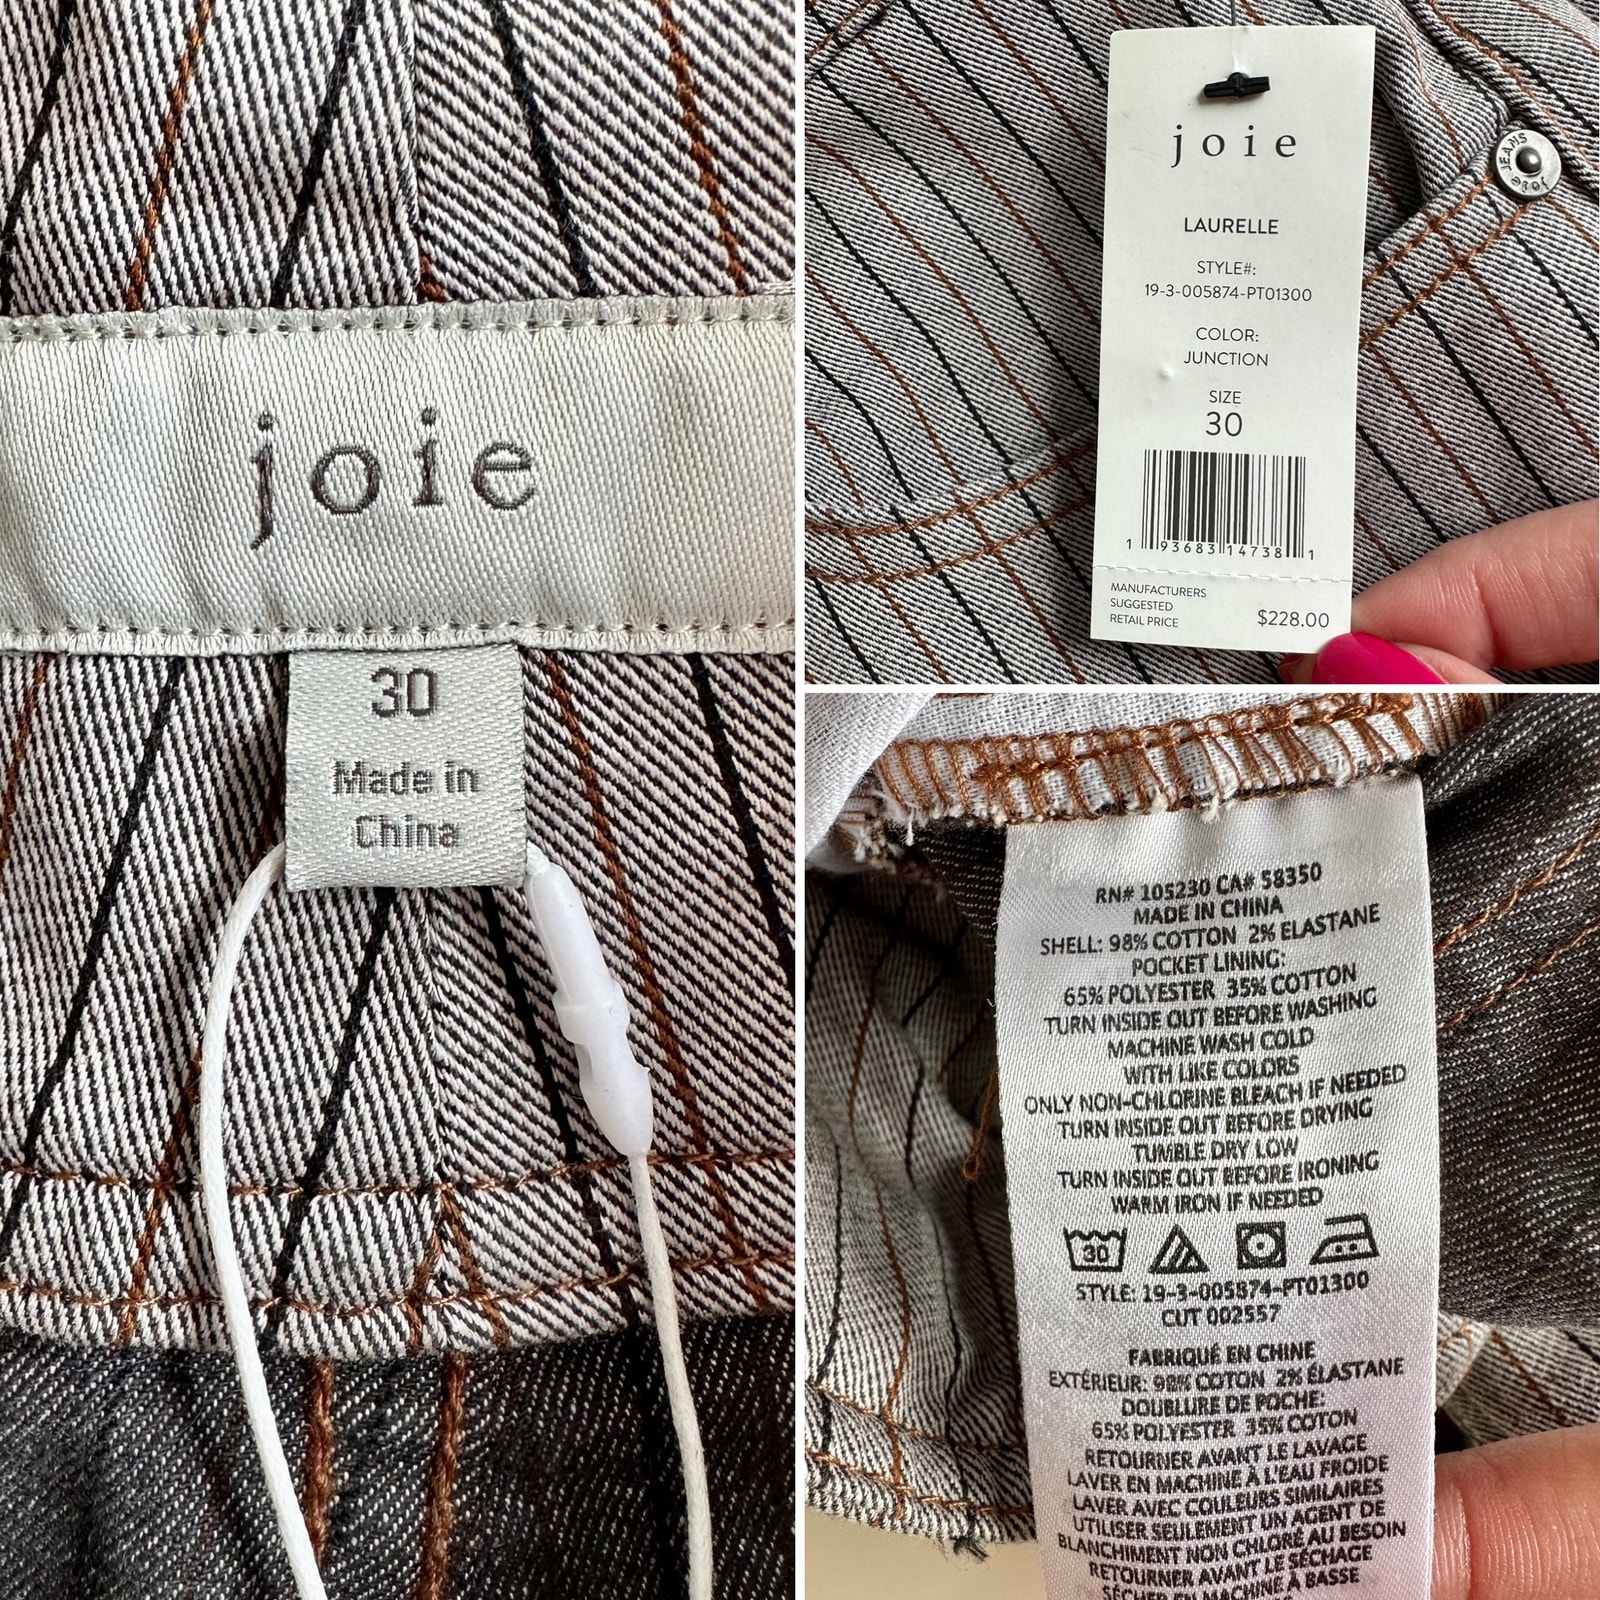 joie
30
Made in
China
joie
LAURELLE
STYLE#:
19-3-005874-PT01300
COLOR:
JUNCTION
SIZE
30
1 93683 14738 1
MANUFACTURERS
SUGGESTED
RETAIL PRICE $228.00
JEANS
joie
RN# 105230 CA# 58350
MADE IN CHINA
SHELL: 98% COTTON 2% ELASTANE
POCKET LINING:
65% POLYESTER 35% COTTON
TURN INSIDE OUT BEFORE WASHING
MACHINE WASH COLD
WITH LIKE COLORS
ONLY NON-CHLORINE BLEACH IF NEEDED
TURN INSIDE OUT BEFORE DRYING
TUMBLE DRY LOW
TURN INSIDE OUT BEFORE IRONING
WARM IRON IF NEEDED
30
STYLE: 19-3-005874-PT01300
CUT 002557
FABRIQUÉ EN CHINE
EXTÉRIEUR: 98% COTON 2% ÉLASTANE
DOUBLURE DE POCHE:
65% POLYESTER 35% COTON
RETOURNER AVANT LE LAVAGE
LAVER EN MACHINE À L'EAU FROIDE
LAVER AVEC COULEURS SIMILAIRES
UTILISER SEULEMENT UN AGENT DE
BLANCHIMENT NON CHLORÉ AU BESOIN
RETOURNER AVANT LE SÉCHAGE
SÉCHER EN MACHINE À BASSE